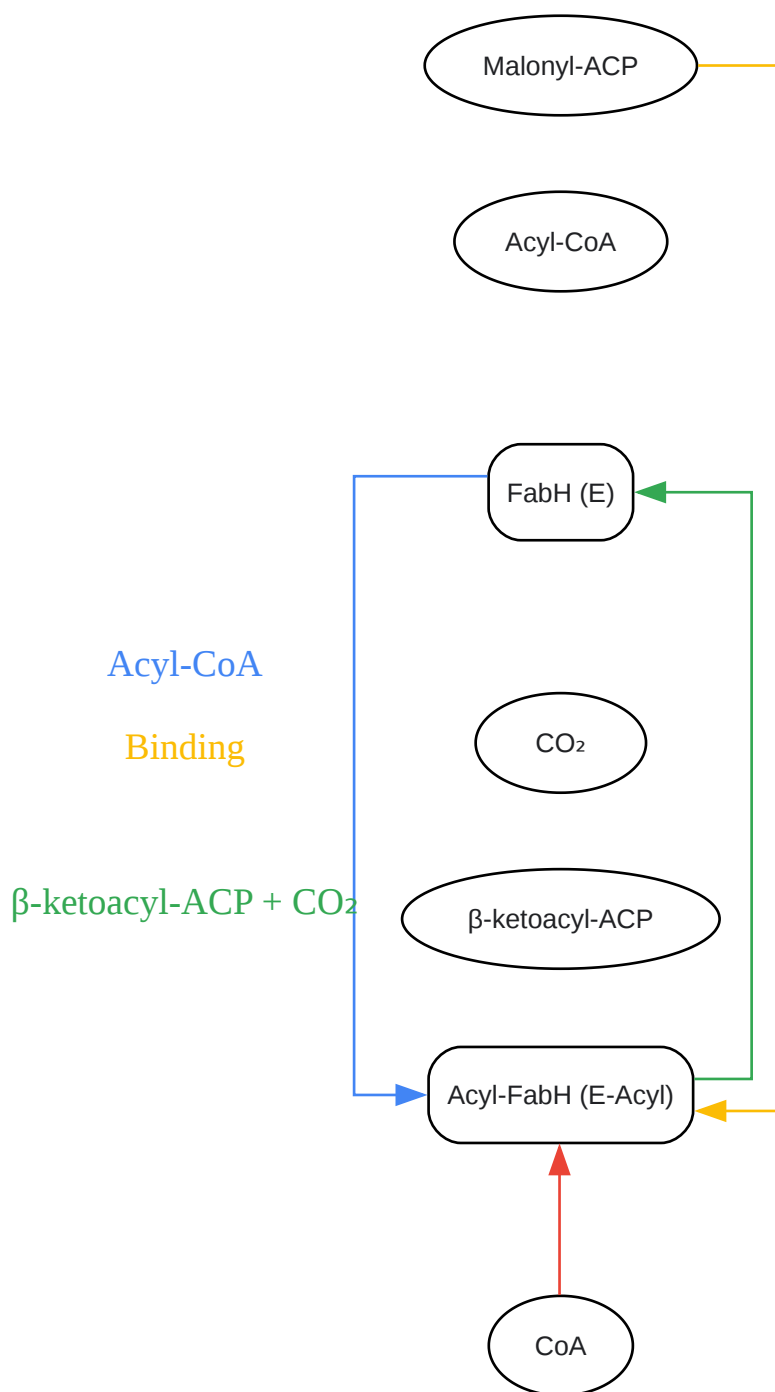 Malonyl-ACP
Acyl-CoA
FabH (E)
Acyl-CoA
Binding
CO₂
β-ketoacyl-ACP + CO₂
β-ketoacyl-ACP
Acyl-FabH (E-Acyl)
CoA